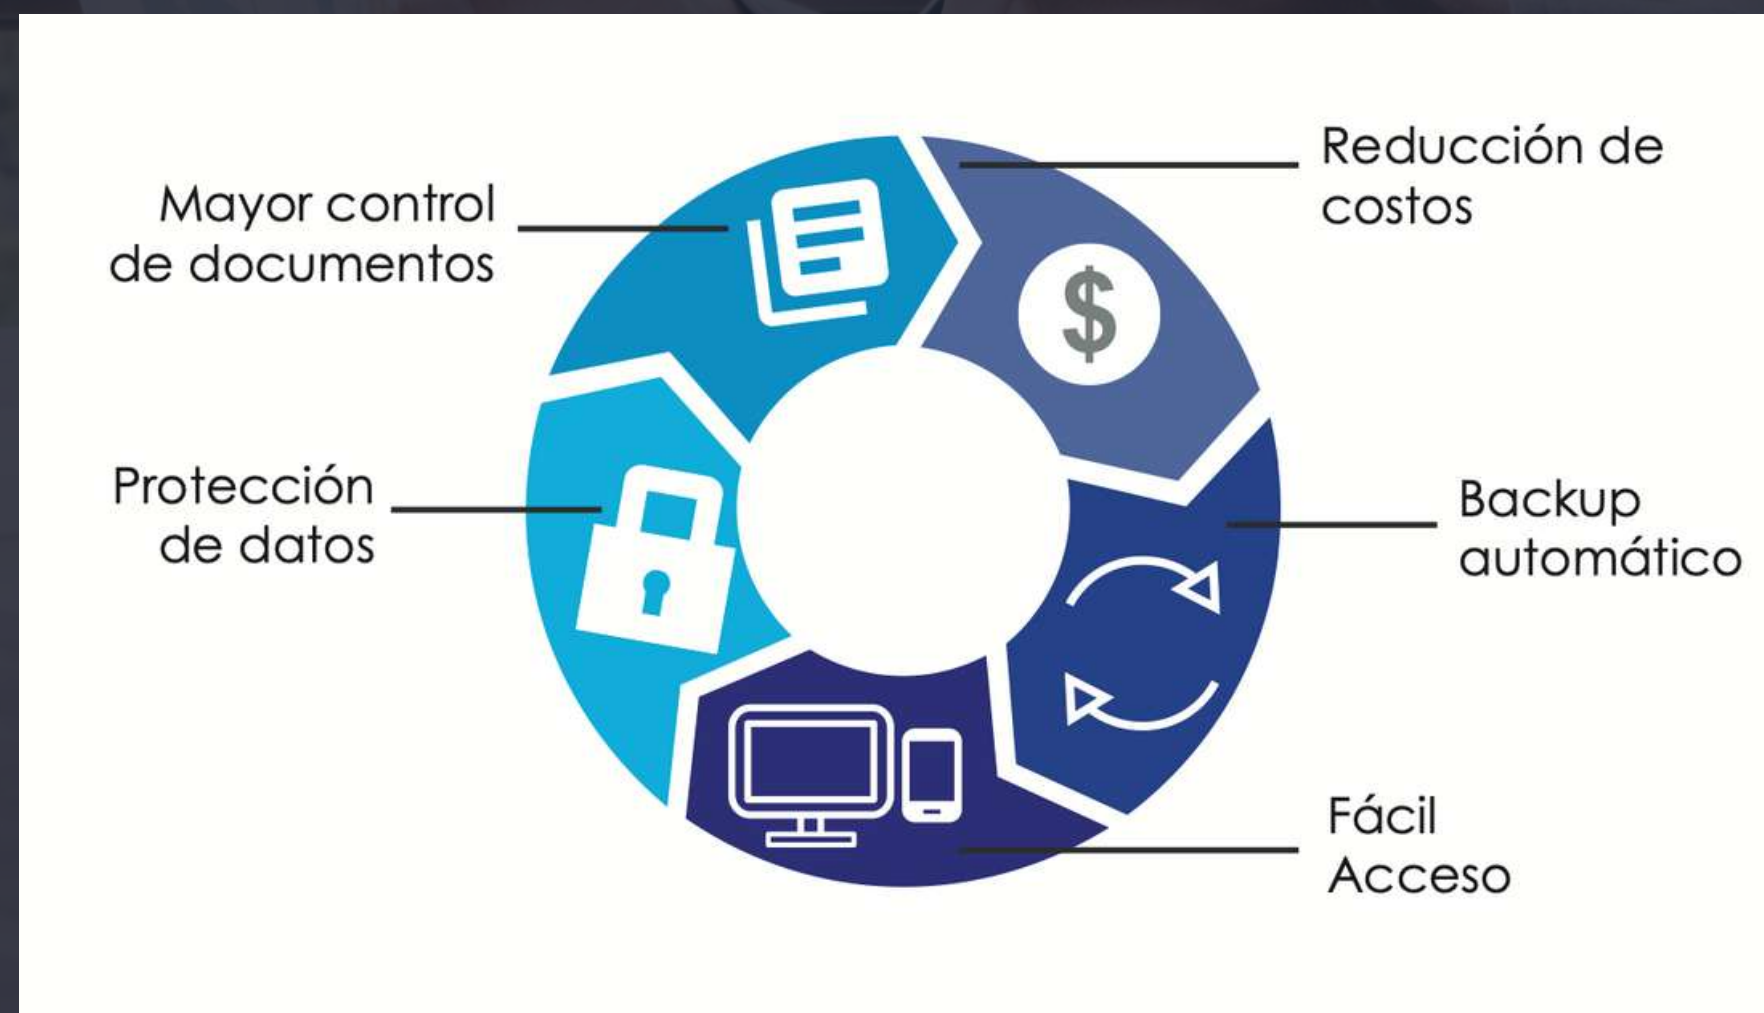 Mayor control
de documentos
Reducción de
costos
$
Protección
de datos
Backup
automático
Fácil
Acceso